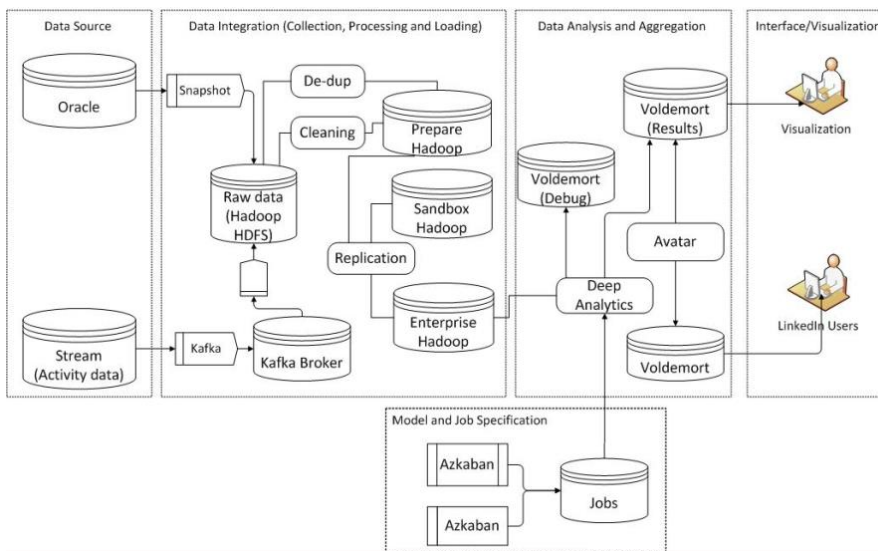 Data Source
Data Integration (Collection, Processing and Loading)
Data Analysis and Aggregation
Interface/Visualization
Oracle
Snapshot
De-dup
Cleaning
Prepare
Hadoop
Raw data
(Hadoop
HDFS)
Sandbox
Hadoop
Replication
Enterprise
Hadoop
Stream
(Activity data)
Kafka
Kafka Broker
Voldemort
(Results)
Voldemort
(Debug)
Avatar
Deep
Analytics
Voldemort
Visualization
LinkedIn Users
Model and Job Specification
Azkaban
Azkaban
Jobs